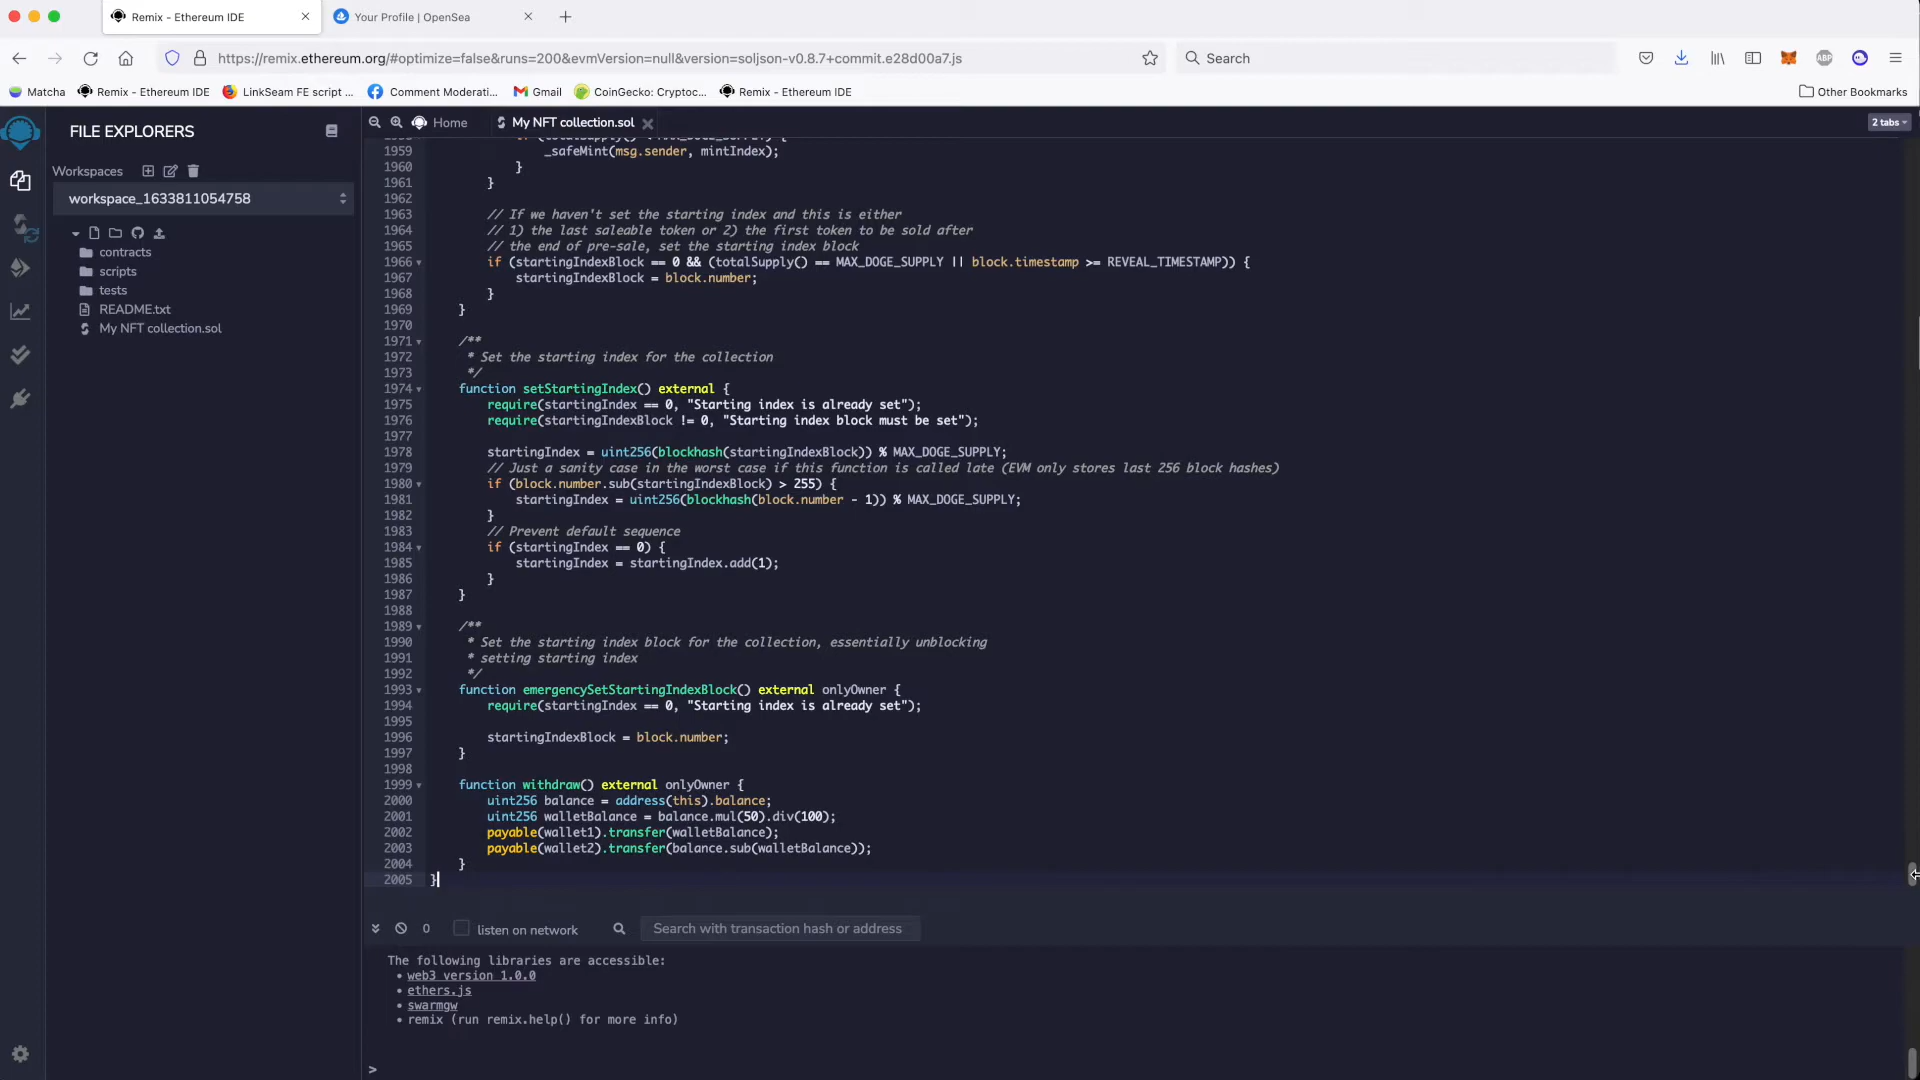 Remix - Ethereum IDE
Your Profile | OpenSea
https://remix.ethereum.org/#optimize=false&runs=200&evmVersion=null&version=soljson-v0.8.7+commit.e28d00a7.js
Search
ABP
Matcha
Remix - Ethereum IDE
LinkSeam FE script ...
Comment Moderati...
Gmail
CoinGecko: Cryptoc...
Remix - Ethereum IDE
Other Bookmarks
FILE EXPLORERS
Home
My NFT collection.sol
2 tabs
Workspaces
workspace_1633811054758
contracts
scripts
tests
README.txt
My NFT collection.sol
1959 _safeMint(msg.sender, mintIndex);
1960 }
1961 }
1962
1963 // If we haven't set the starting index and this is either
1964 // 1) the last saleable token or 2) the first token to be sold after
1965 // the end of pre-sale, set the starting index block
1966 if (startingIndexBlock == 0 && (totalSupply() == MAX_DOGE_SUPPLY || block.timestamp >= REVEAL_TIMESTAMP)) {
1967 startingIndexBlock = block.number;
1968 }
1969 }
1970
1971 /**
1972 * Set the starting index for the collection
1973 */
1974 function setStartingIndex() external {
1975 require(startingIndex == 0, "Starting index is already set");
1976 require(startingIndexBlock != 0, "Starting index block must be set");
1977
1978 startingIndex = uint256(blockhash(startingIndexBlock)) % MAX_DOGE_SUPPLY;
1979 // Just a sanity case in the worst case if this function is called late (EVM only stores last 256 block hashes)
1980 if (block.number.sub(startingIndexBlock) > 255) {
1981 startingIndex = uint256(blockhash(block.number - 1)) % MAX_DOGE_SUPPLY;
1982 }
1983 // Prevent default sequence
1984 if (startingIndex == 0) {
1985 startingIndex = startingIndex.add(1);
1986 }
1987 }
1988
1989 /**
1990 * Set the starting index block for the collection, essentially unblocking
1991 * setting starting index
1992 */
1993 function emergencySetStartingIndexBlock() external onlyOwner {
1994 require(startingIndex == 0, "Starting index is already set");
1995
1996 startingIndexBlock = block.number;
1997 }
1998
1999 function withdraw() external onlyOwner {
2000 uint256 balance = address(this).balance;
2001 uint256 walletBalance = balance.mul(50).div(100);
2002 payable(wallet1).transfer(walletBalance);
2003 payable(wallet2).transfer(balance.sub(walletBalance));
2004 }
2005 }
0
listen on network
Search with transaction hash or address
The following libraries are accessible:
• web3 version 1.0.0
• ethers.js
• swarmgw
• remix (run remix.help() for more info)
>